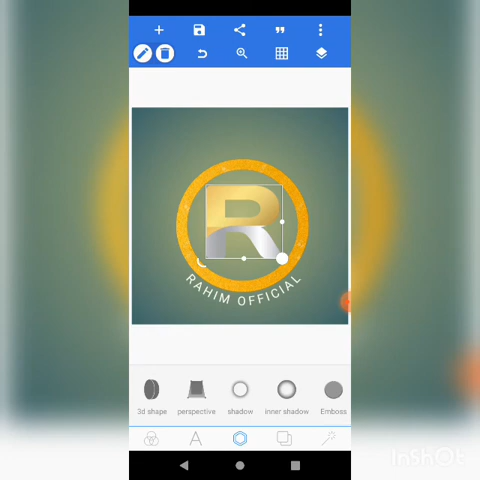 R
RAHIM OFFICIAL
3d shape
perspective
shadow
inner shadow
Emboss
A
InShOt